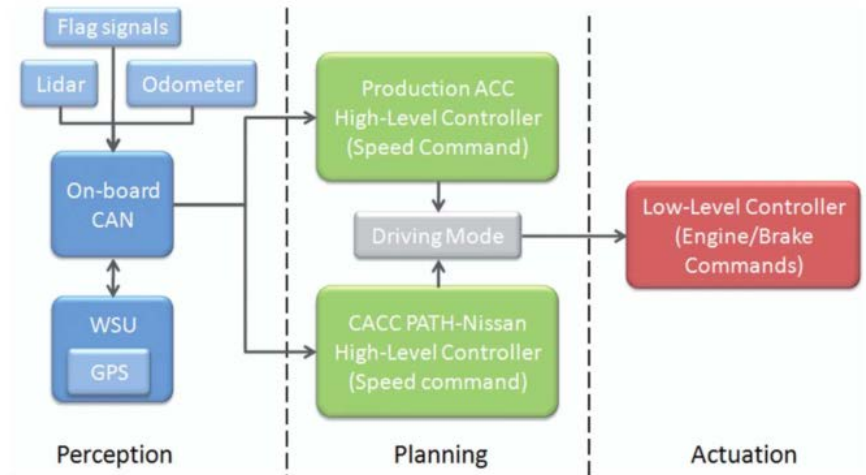 Flag signals
Lidar
Odometer
On-board
CAN
WSU
GPS
Perception
Production ACC
High-Level Controller
(Speed Command)
Driving Mode
CACC PATH-Nissan
High-Level Controller
(Speed command)
Planning
Low-Level Controller
(Engine/Brake
Commands)
Actuation